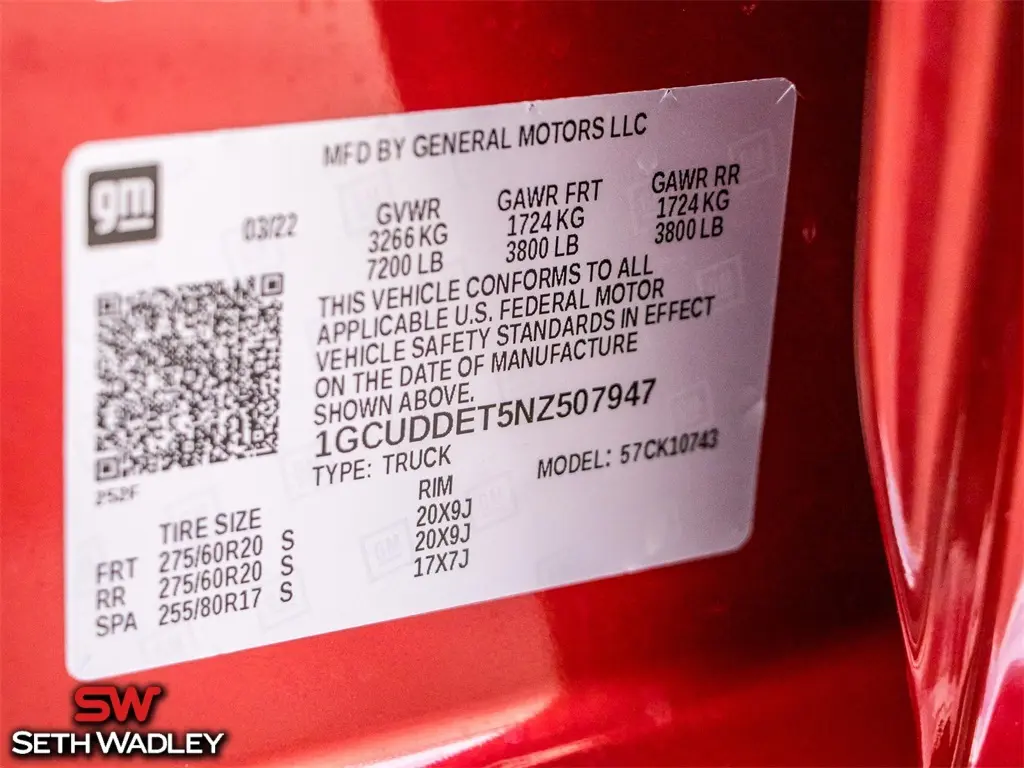 MFD BY GENERAL MOTORS LLC
gm
03/22
GVWR
3266 KG
7200 LB
GAWR FRT
1724 KG
3800 LB
GAWR RR
1724 KG
3800 LB
THIS VEHICLE CONFORMS TO ALL
APPLICABLE U.S. FEDERAL MOTOR
VEHICLE SAFETY STANDARDS IN EFFECT
ON THE DATE OF MANUFACTURE
SHOWN ABOVE.
1GCUDDET5NZ507947
TYPE: TRUCK
MODEL: 57CK10743
252F
TIRE SIZE RIM
FRT 275/60R20 S 20X9J
RR 275/60R20 S 20X9J
SPA 255/80R17 S 17X7J
SW
SETH WADLEY